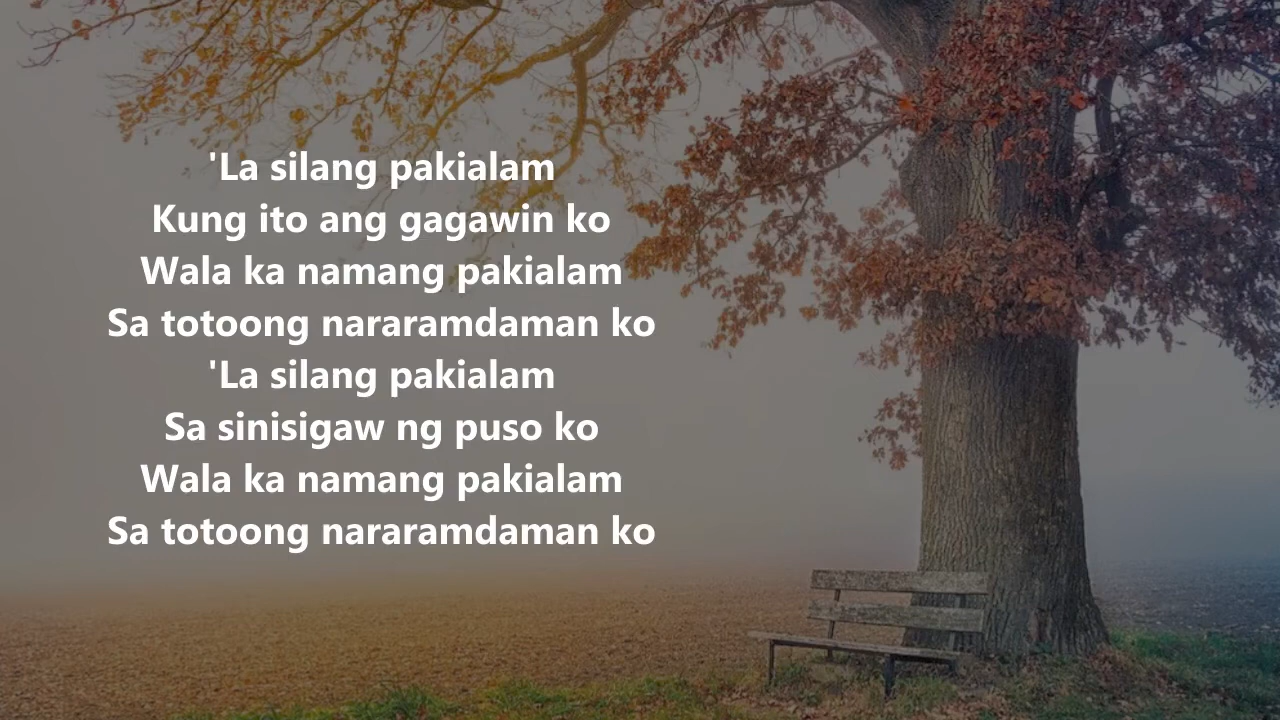 'La silang pakialam
Kung ito ang gagawin ko
Wala ka namang pakialam
Sa totoong nararamdaman ko
'La silang pakialam
Sa sinisigaw ng puso ko
Wala ka namang pakialam
Sa totoong nararamdaman ko